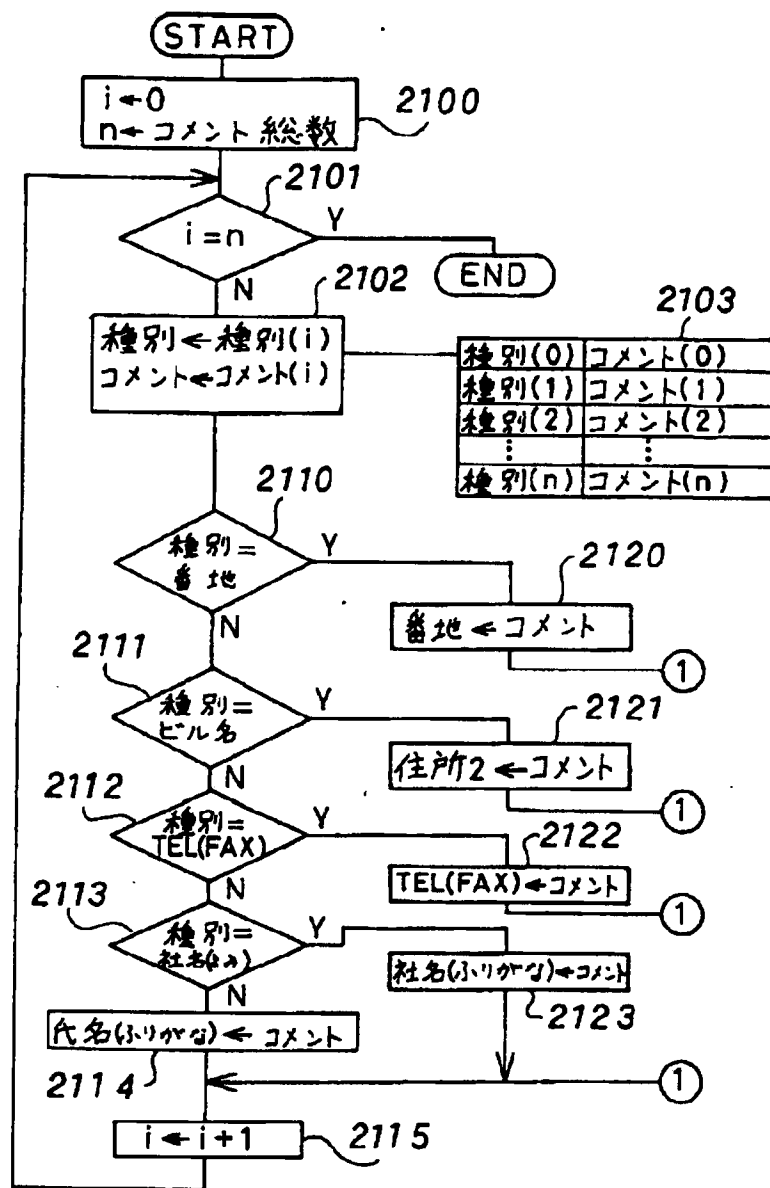 START
i←0
n←コメント総数
2100
2101
i=n
Y
END
N
2102
種別←種別(i)
コメント←コメント(i)
2103
種別(0) コメント(0)
種別(1) コメント(1)
種別(2) コメント(2)
⋮ ⋮
種別(n) コメント(n)
2110
種別=
番地
Y
N
2120
番地←コメント
1
2111
種別=
ビル名
Y
N
2121
住所2←コメント
1
2112
種別=
TEL(FAX)
Y
N
2122
TEL(FAX)←コメント
1
2113
種別=
社名(よみ)
Y
N
社名(ふりがな)←コメント
2123
氏名(ふりがな)←コメント
2114
1
i←i+1
2115